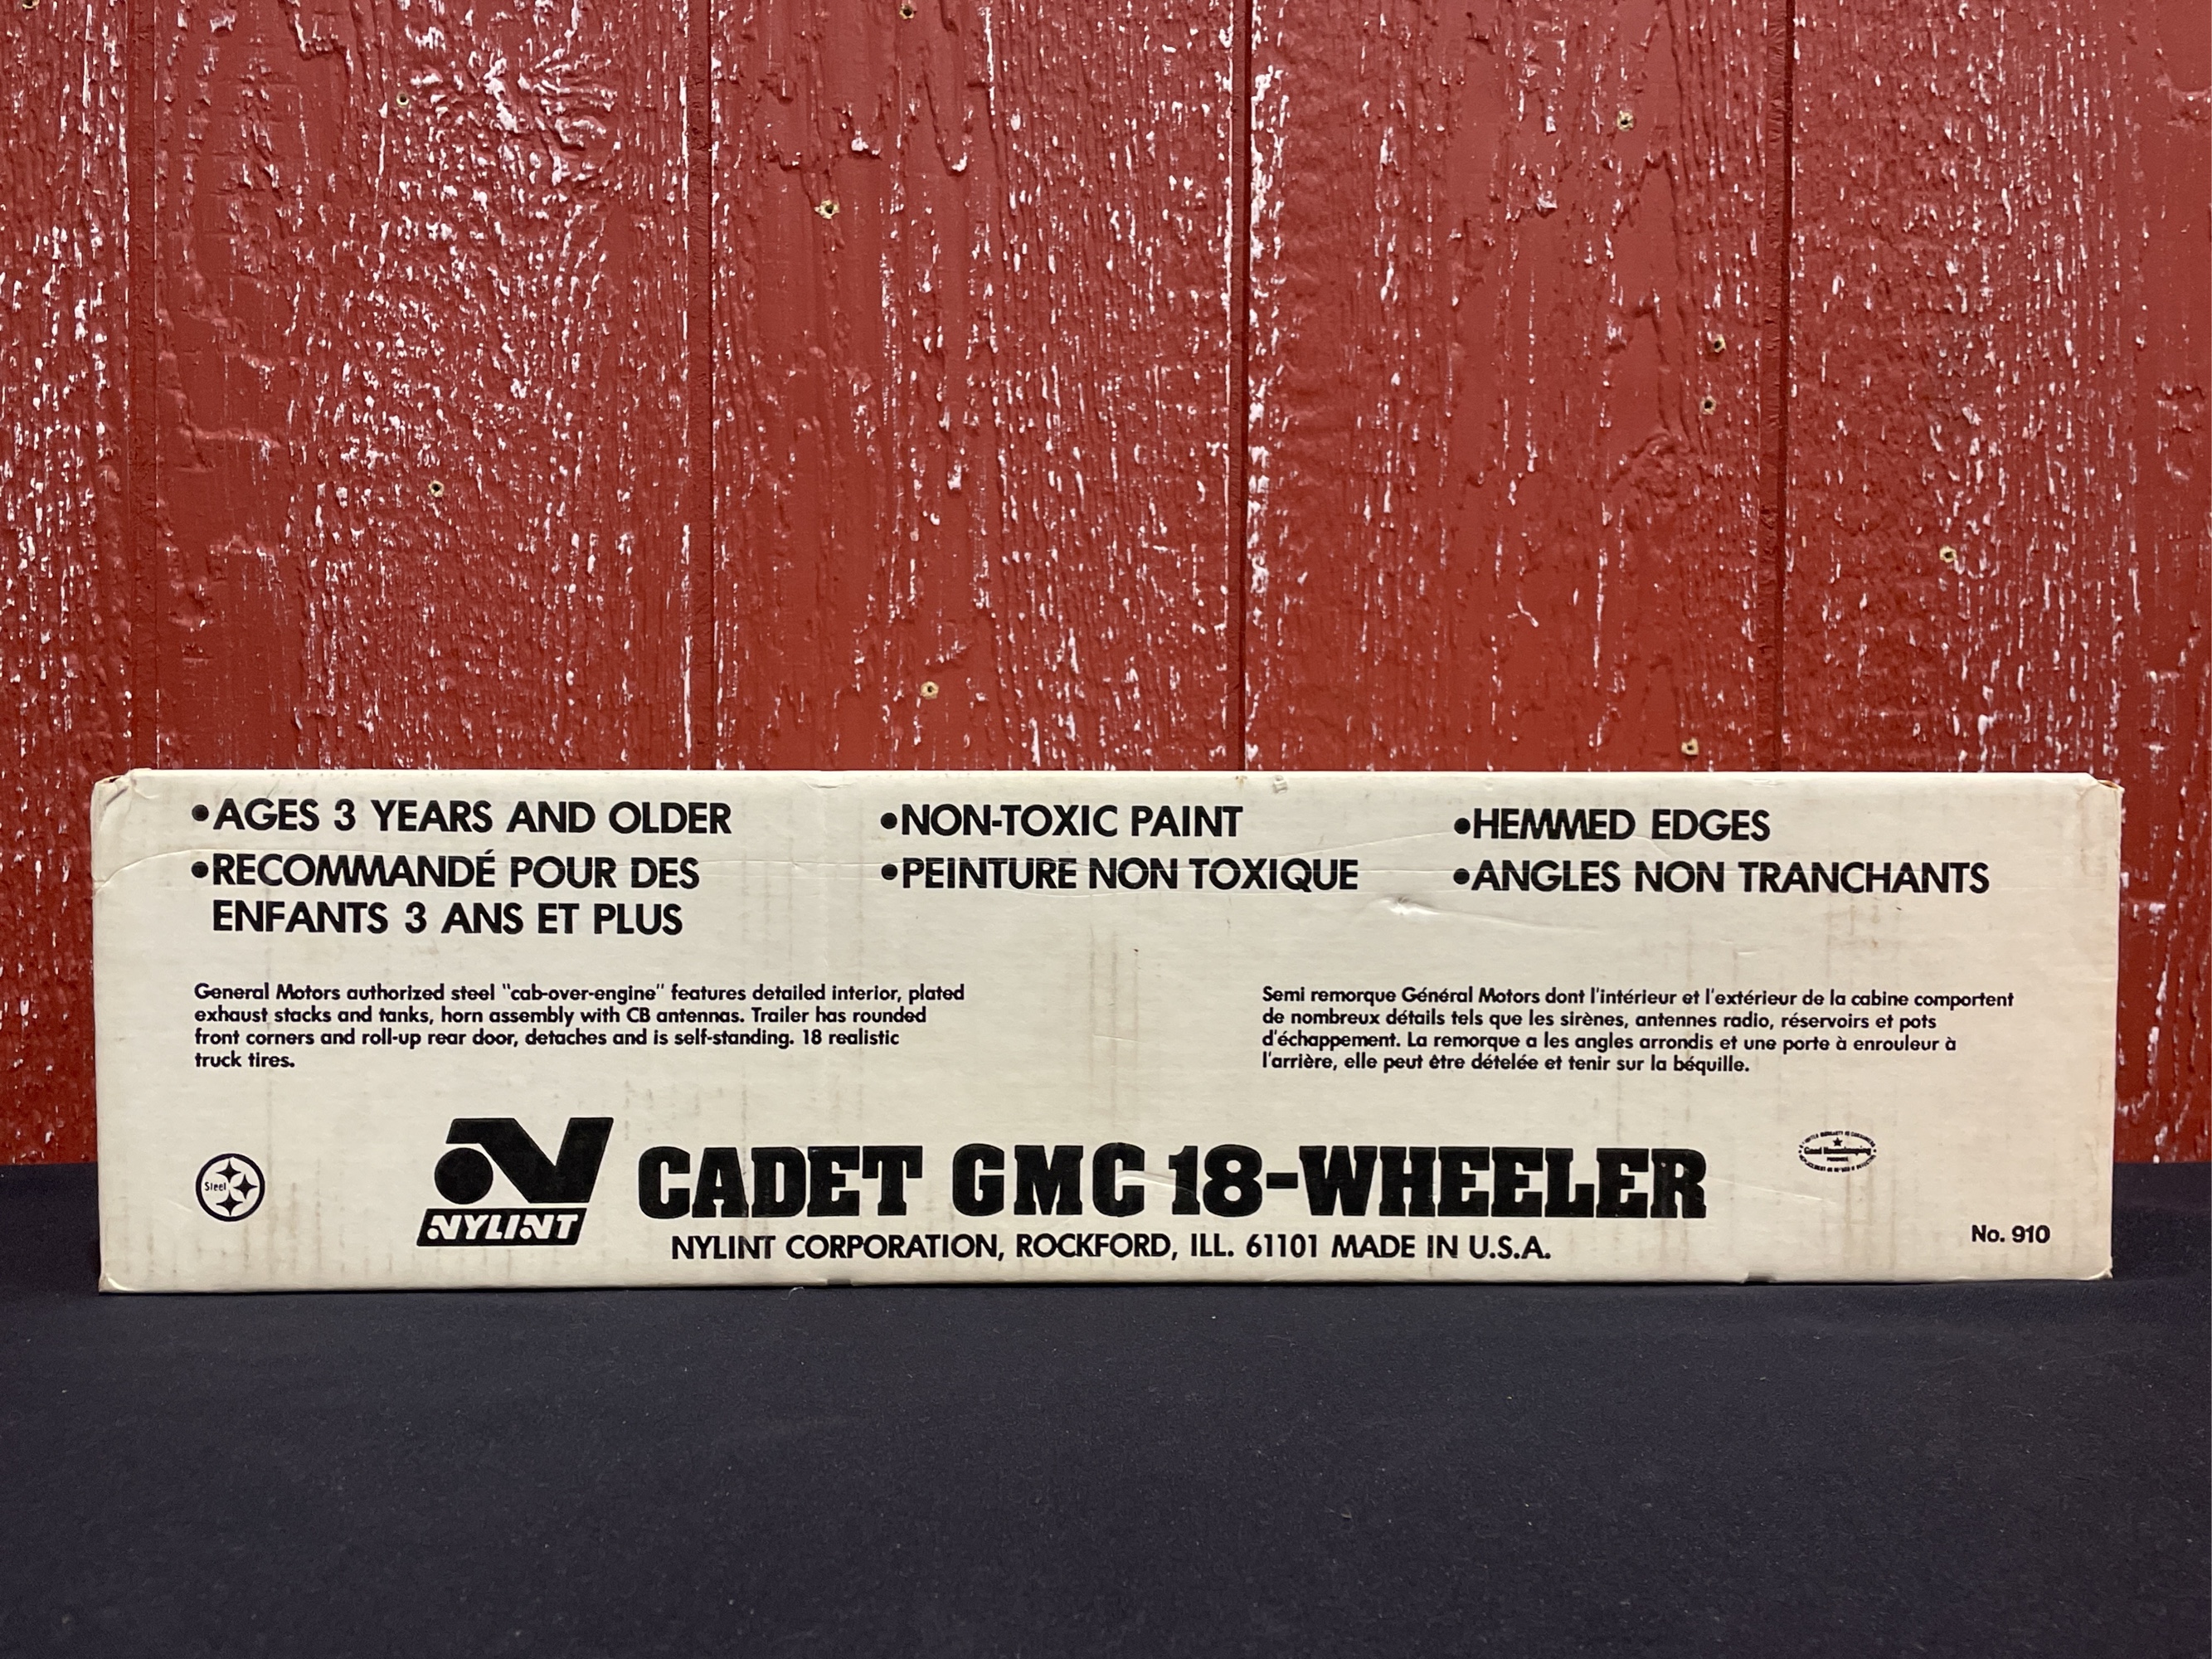 •AGES 3 YEARS AND OLDER
•RECOMMANDÉ POUR DES
ENFANTS 3 ANS ET PLUS
•NON-TOXIC PAINT
•PEINTURE NON TOXIQUE
•HEMMED EDGES
•ANGLES NON TRANCHANTS
General Motors authorized steel "cab-over-engine" features detailed interior, plated
exhaust stacks and tanks, horn assembly with CB antennas. Trailer has rounded
front corners and roll-up rear door, detaches and is self-standing. 18 realistic
truck tires.
Semi remorque Général Motors dont l'intérieur et l'extérieur de la cabine comportent
de nombreux détails tels que les sirènes, antennes radio, réservoirs et pots
d'échappement. La remorque a les angles arrondis et une porte à enrouleur à
l'arrière, elle peut être dételée et tenir sur la béquille.
Steel
NYLINT
CADET GMC 18-WHEELER
NYLINT CORPORATION, ROCKFORD, ILL. 61101 MADE IN U.S.A.
Good Housekeeping
No. 910